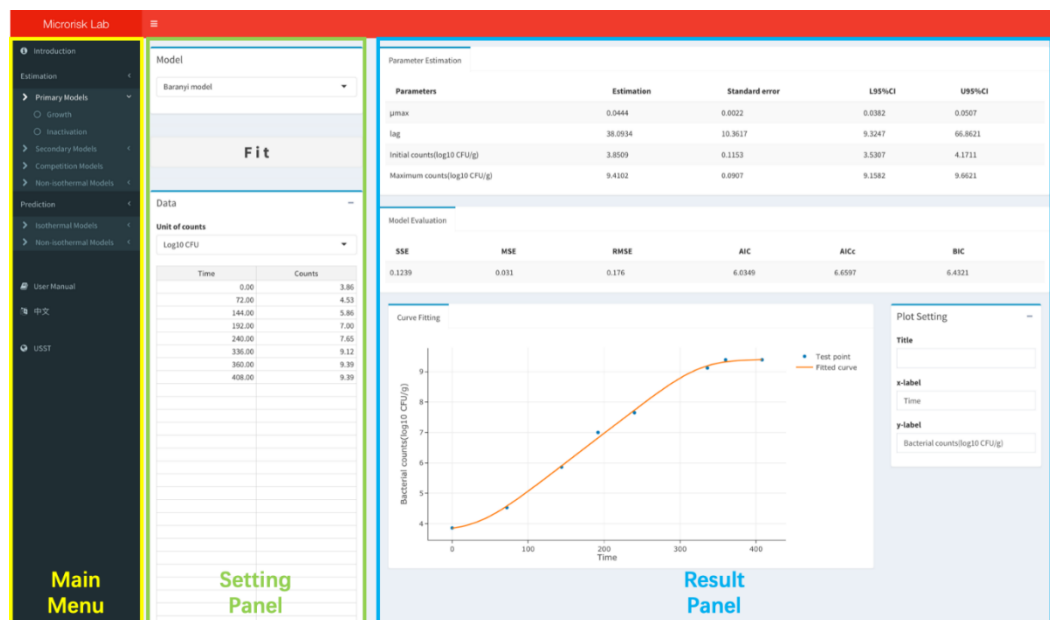 Microrisk Lab
Introduction
Estimation
Primary Models
Growth
Inactivation
Secondary Models
Competition Models
Non-isothermal Models
Prediction
Isothermal Models
Non-isothermal Models
User Manual
中文
USST
Main
Menu
Model
Baranyi model
Fit
Data
Unit of counts
Log10 CFU
Time Counts
0.00 3.86
72.00 4.53
144.00 5.86
192.00 7.00
240.00 7.65
336.00 9.12
360.00 9.39
408.00 9.39
Setting
Panel
Parameter Estimation
Parameters Estimation Standard error L95%CI U95%CI
μmax 0.0444 0.0022 0.0382 0.0507
lag 38.0934 10.3617 9.3247 66.8621
Initial counts(log10 CFU/g) 3.8509 0.1153 3.5307 4.1711
Maximum counts(log10 CFU/g) 9.4102 0.0907 9.1582 9.6621
Model Evaluation
SSE MSE RMSE AIC AICc BIC
0.1239 0.031 0.176 6.0349 6.6597 6.4321
Curve Fitting
Bacterial counts(log10 CFU/g)
9
8
7
6
5
4
0 100 200 300 400
Time
Test point
Fitted curve
Plot Setting
Title
x-label
Time
y-label
Bacterial counts(log10 CFU/g)
Result
Panel